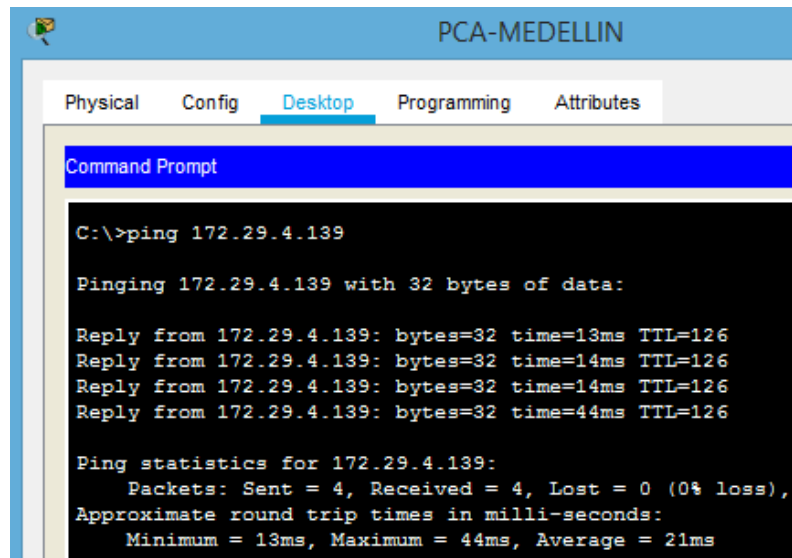 PCA-MEDELLIN
Physical Config Desktop Programming Attributes
Command Prompt
C:\>ping 172.29.4.139
Pinging 172.29.4.139 with 32 bytes of data:
Reply from 172.29.4.139: bytes=32 time=13ms TTL=126
Reply from 172.29.4.139: bytes=32 time=14ms TTL=126
Reply from 172.29.4.139: bytes=32 time=14ms TTL=126
Reply from 172.29.4.139: bytes=32 time=44ms TTL=126
Ping statistics for 172.29.4.139:
Packets: Sent = 4, Received = 4, Lost = 0 (0% loss),
Approximate round trip times in milli-seconds:
Minimum = 13ms, Maximum = 44ms, Average = 21ms